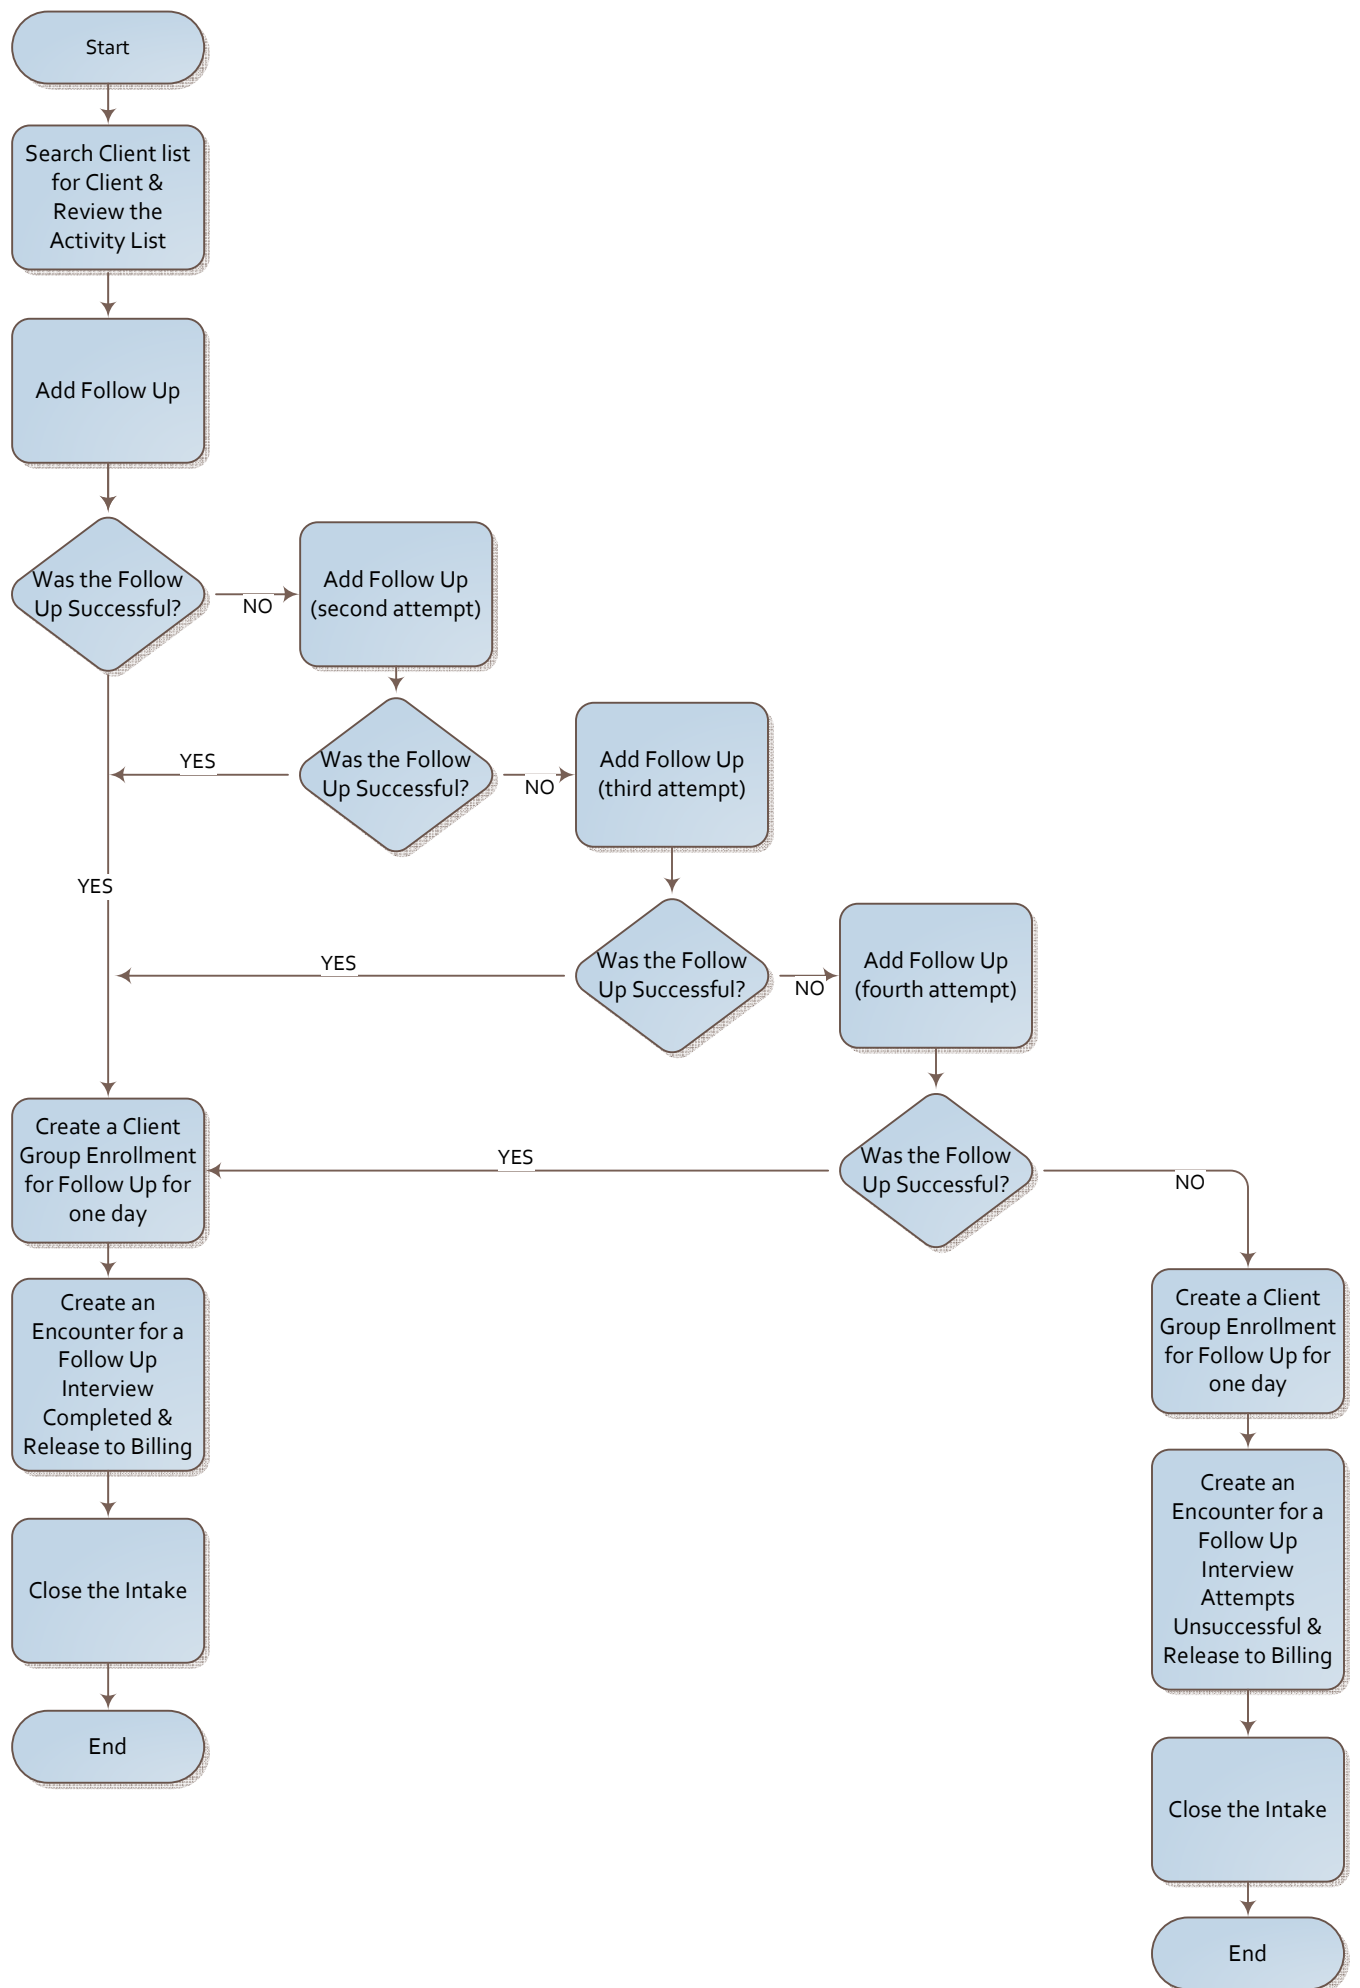 Start
Search Client list
for Client &
Review the
Activity List
Add Follow Up
Was the Follow
Up Successful?
NO
Add Follow Up
(second attempt)
YES
Was the Follow
Up Successful?
NO
Add Follow Up
(third attempt)
YES
YES
Was the Follow
Up Successful?
NO
Add Follow Up
(fourth attempt)
Create a Client
Group Enrollment
for Follow Up for
one day
YES
Was the Follow
Up Successful?
NO
Create an
Encounter for a
Follow Up
Interview
Completed &
Release to Billing
Close the Intake
End
Create a Client
Group Enrollment
for Follow Up for
one day
Create an
Encounter for a
Follow Up
Interview
Attempts
Unsuccessful &
Release to Billing
Close the Intake
End